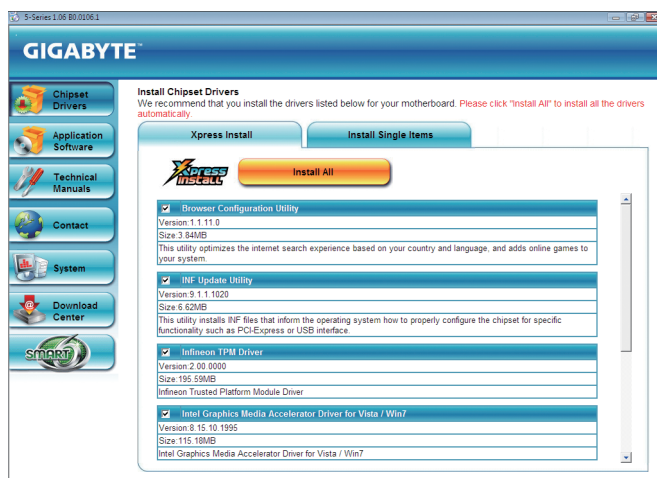 5-Series 1.06 B0.0106.1
GIGABYTE™
Chipset
Drivers
Application
Software
Technical
Manuals
Contact
System
Download
Center
SMART 6
Install Chipset Drivers
We recommend that you install the drivers listed below for your motherboard. Please click "Install All" to install all the drivers
automatically.
Xpress Install
Install Single Items
Xpress
Install
Install All
Browser Configuration Utility
Version:1.1.11.0
Size:3.84MB
This utility optimizes the internet search experience based on your country and language, and adds online games to
your system.
INF Update Utility
Version:9.1.1.1020
Size:6.62MB
This utility installs INF files that inform the operating system how to properly configure the chipset for specific
functionality such as PCI-Express or USB interface.
Infineon TPM Driver
Version:2.00.0000
Size:195.59MB
Infineon Trusted Platform Module Driver
Intel Graphics Media Accelerator Driver for Vista / Win7
Version:8.15.10.1995
Size:115.18MB
Intel Graphics Media Accelerator Driver for Vista / Win7